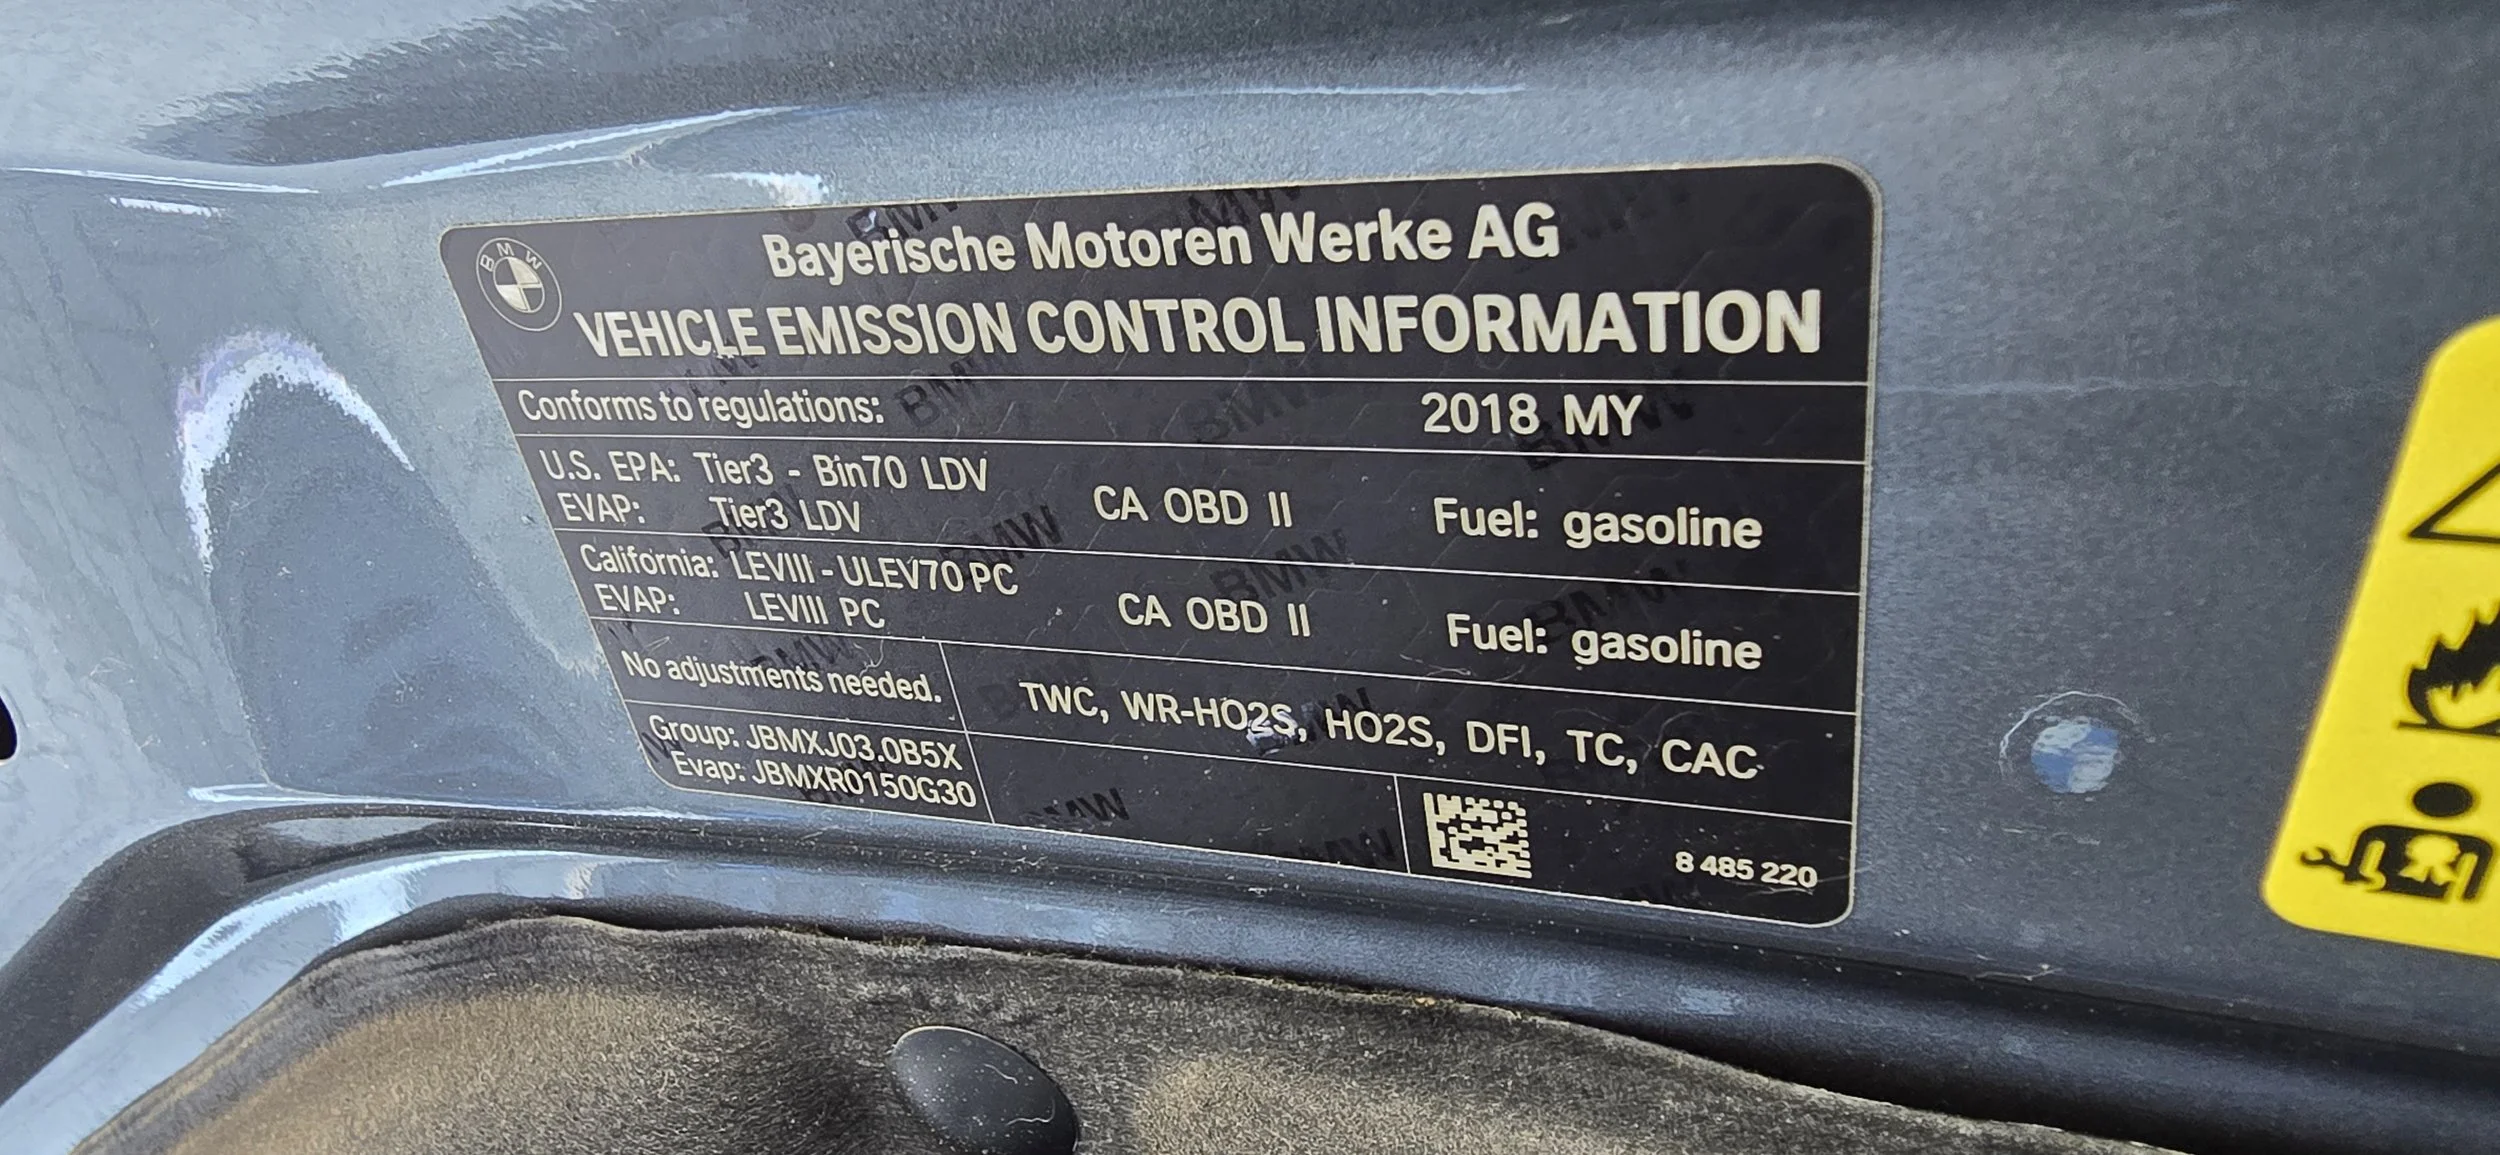 BMW
Bayerische Motoren Werke AG
VEHICLE EMISSION CONTROL INFORMATION
Conforms to regulations: 2018 MY
U.S. EPA: Tier3 - Bin70 LDV
EVAP: Tier3 LDV
CA OBD II
Fuel: gasoline
California: LEVIII - ULEV70 PC
EVAP: LEVIII PC
CA OBD II
Fuel: gasoline
No adjustments needed.
TWC, WR-HO2S, HO2S, DFI, TC, CAC
Group: JBMXJ03.0B5X
Evap: JBMXR0150G30
8 485 220